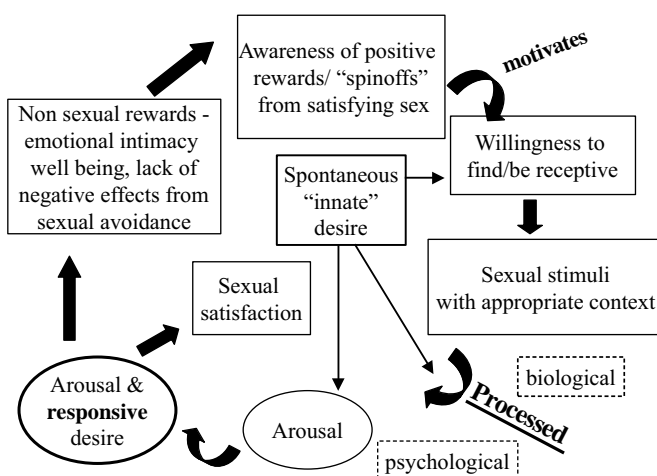 Awareness of positive
rewards/ “spinoffs”
from satisfying sex
motivates
Non sexual rewards -
emotional intimacy
well being, lack of
negative effects from
sexual avoidance
Willingness to
find/be receptive
Spontaneous
“innate”
desire
Sexual stimuli
with appropriate context
Sexual
satisfaction
biological
Processed
Arousal &
responsive
desire
Arousal
psychological